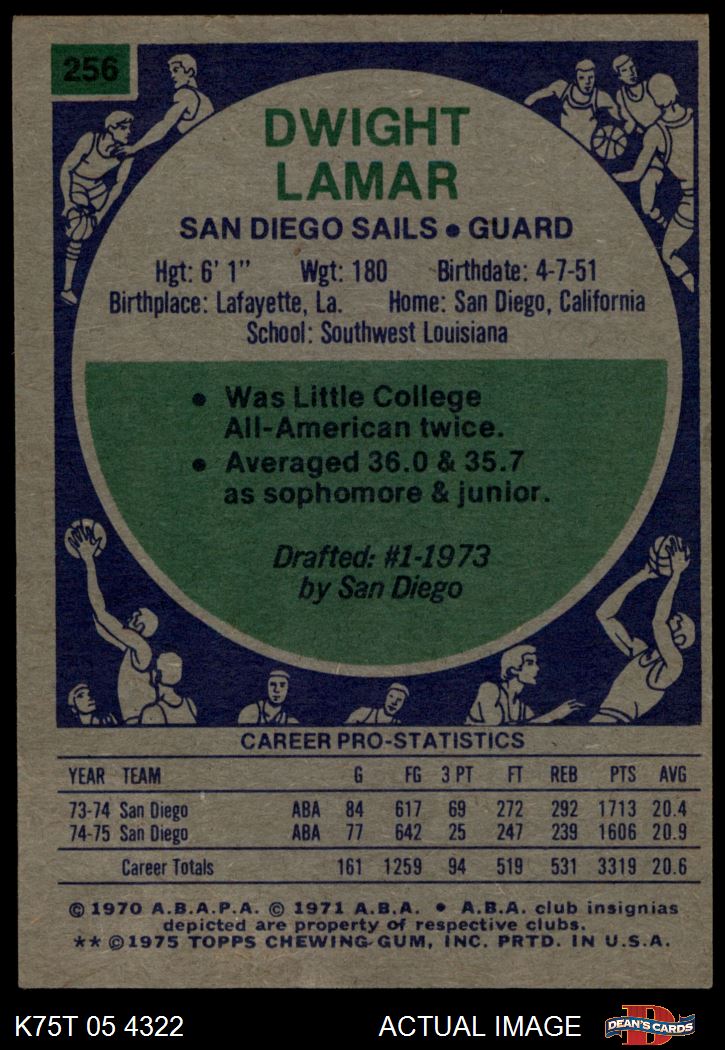 256
DWIGHT
LAMAR
SAN DIEGO SAILS • GUARD
Hgt: 6' 1" Wgt: 180 Birthdate: 4-7-51
Birthplace: Lafayette, La. Home: San Diego, California
School: Southwest Louisiana
• Was Little College
All-American twice.
• Averaged 36.0 & 35.7
as sophomore & junior.
Drafted: #1-1973
by San Diego
CAREER PRO-STATISTICS
YEAR TEAM G FG 3 PT FT REB PTS AVG
73-74 San Diego ABA 84 617 69 272 292 1713 20.4
74-75 San Diego ABA 77 642 25 247 239 1606 20.9
Career Totals 161 1259 94 519 531 3319 20.6
© 1970 A.B.A.P.A. © 1971 A.B.A. • A.B.A. club insignias
depicted are property of respective clubs.
** ©1975 TOPPS CHEWING GUM, INC. PRTD. IN U.S.A.
K75T 05 4322 ACTUAL IMAGE D DEAN'S CARDS